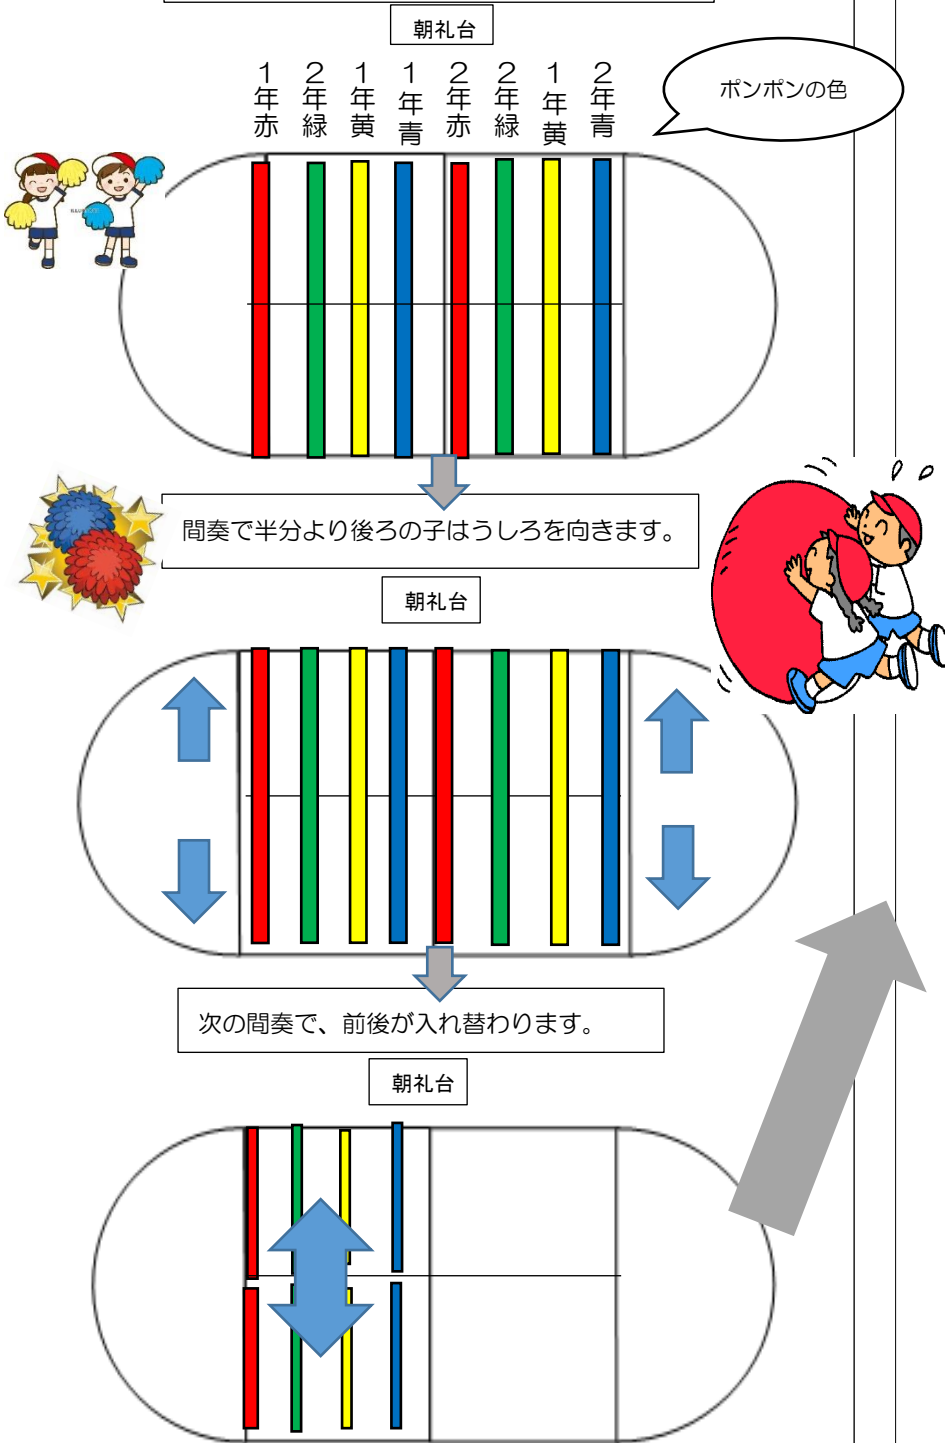 朝礼台
1年赤
2年緑
1年黄
1年青
2年赤
2年緑
1年黄
2年青
ポンポンの色
間奏で半分より後ろの子はうしろを向きます。
朝礼台
次の間奏で、前後が入れ替わります。
朝礼台